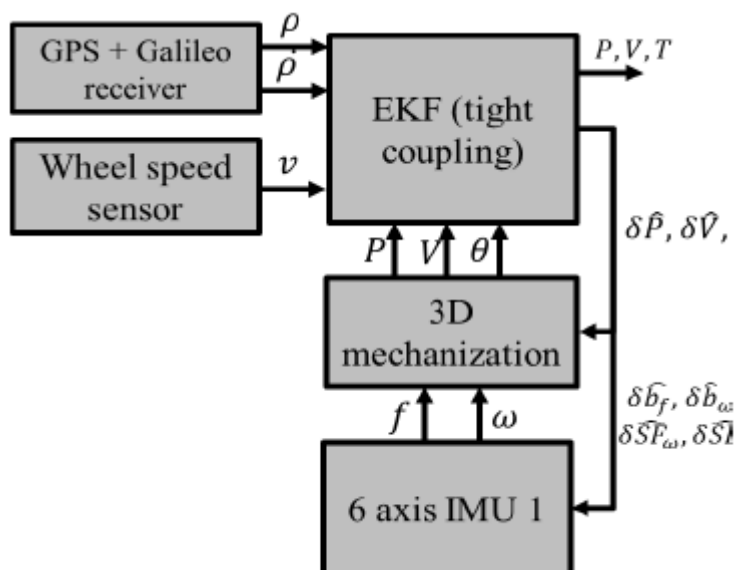 GPS + Galileo
receiver
ρ
ρ̇
Wheel speed
sensor
v
EKF (tight
coupling)
P, V, T
P V θ
3D
mechanization
δP̂, δV̂,
f ω
δb̂_f, δb̂_ω
δŜF_ω,
6 axis IMU 1